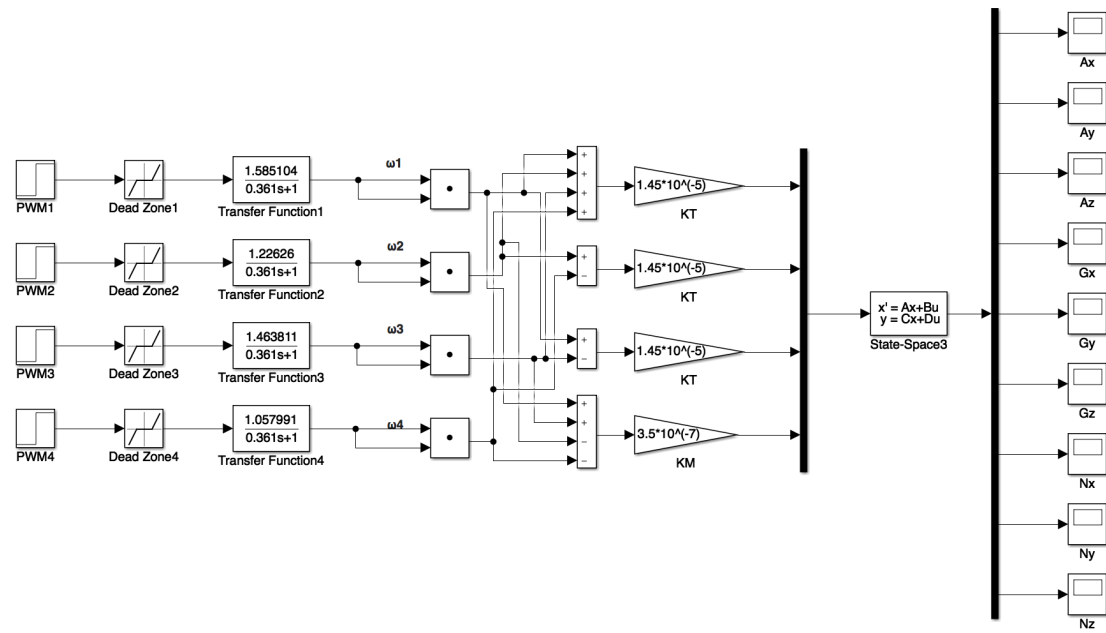 Ax
Ay
Az
Gx
Gy
Gz
Nx
Ny
Nz
PWM1
Dead Zone1
1.585104
0.361s+1
Transfer Function1
ω1
+
+
+
+
1.45*10^(-5)
KT
PWM2
Dead Zone2
1.22626
0.361s+1
Transfer Function2
ω2
+
−
1.45*10^(-5)
KT
x' = Ax+Bu
y = Cx+Du
State-Space3
PWM3
Dead Zone3
1.463811
0.361s+1
Transfer Function3
ω3
+
−
1.45*10^(-5)
KT
PWM4
Dead Zone4
1.057991
0.361s+1
Transfer Function4
ω4
+
+
−
−
3.5*10^(-7)
KM